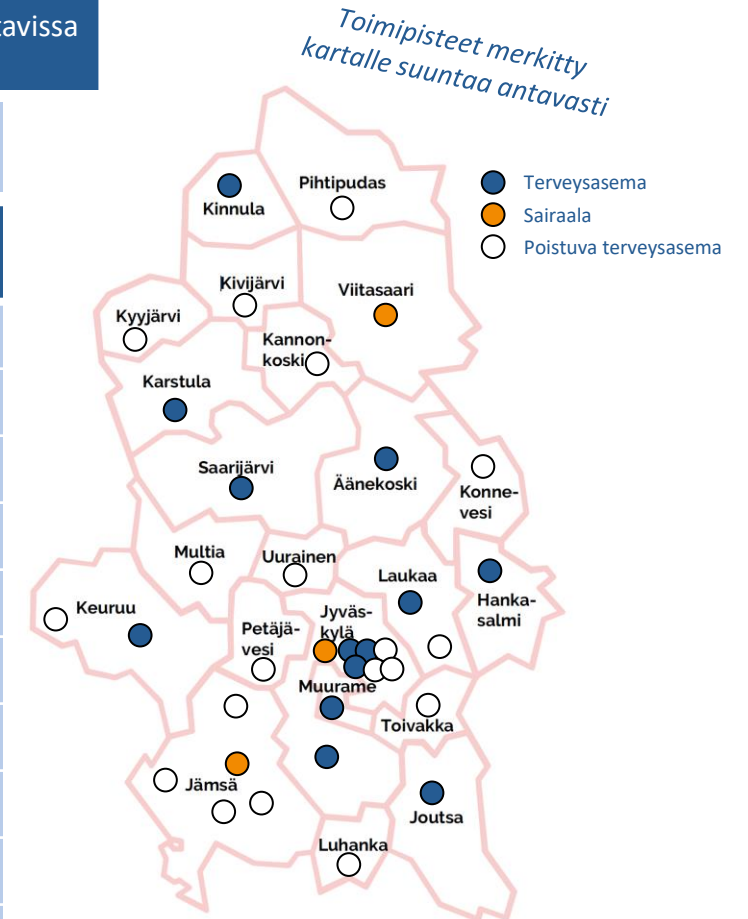 tavissa
Toimipisteet merkitty
kartalle suuntaa antavasti
Terveysasema
Sairaala
Poistuva terveysasema
Pihtipudas
Kinnula
Kivijärvi
Viitasaari
Kyyjärvi
Kannon-
koski
Karstula
Saarijärvi
Äänekoski
Konne-
vesi
Multia
Uurainen
Laukaa
Hanka-
salmi
Keuruu
Jyväs-
kylä
Petäjä-
vesi
Muurame
Toivakka
Jämsä
Joutsa
Luhanka